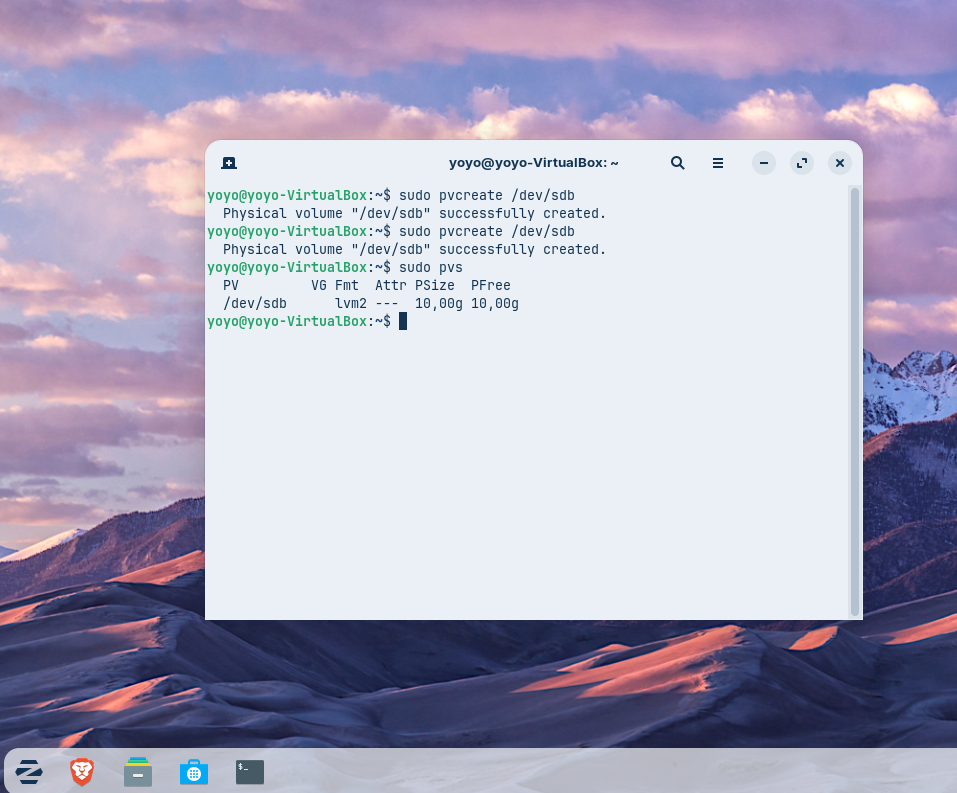 yoyo@yoyo-VirtualBox: ~
yoyo@yoyo-VirtualBox:~$ sudo pvcreate /dev/sdb
  Physical volume "/dev/sdb" successfully created.
yoyo@yoyo-VirtualBox:~$ sudo pvcreate /dev/sdb
  Physical volume "/dev/sdb" successfully created.
yoyo@yoyo-VirtualBox:~$ sudo pvs
  PV         VG Fmt  Attr PSize  PFree
  /dev/sdb      lvm2 ---  10,00g 10,00g
yoyo@yoyo-VirtualBox:~$
$_